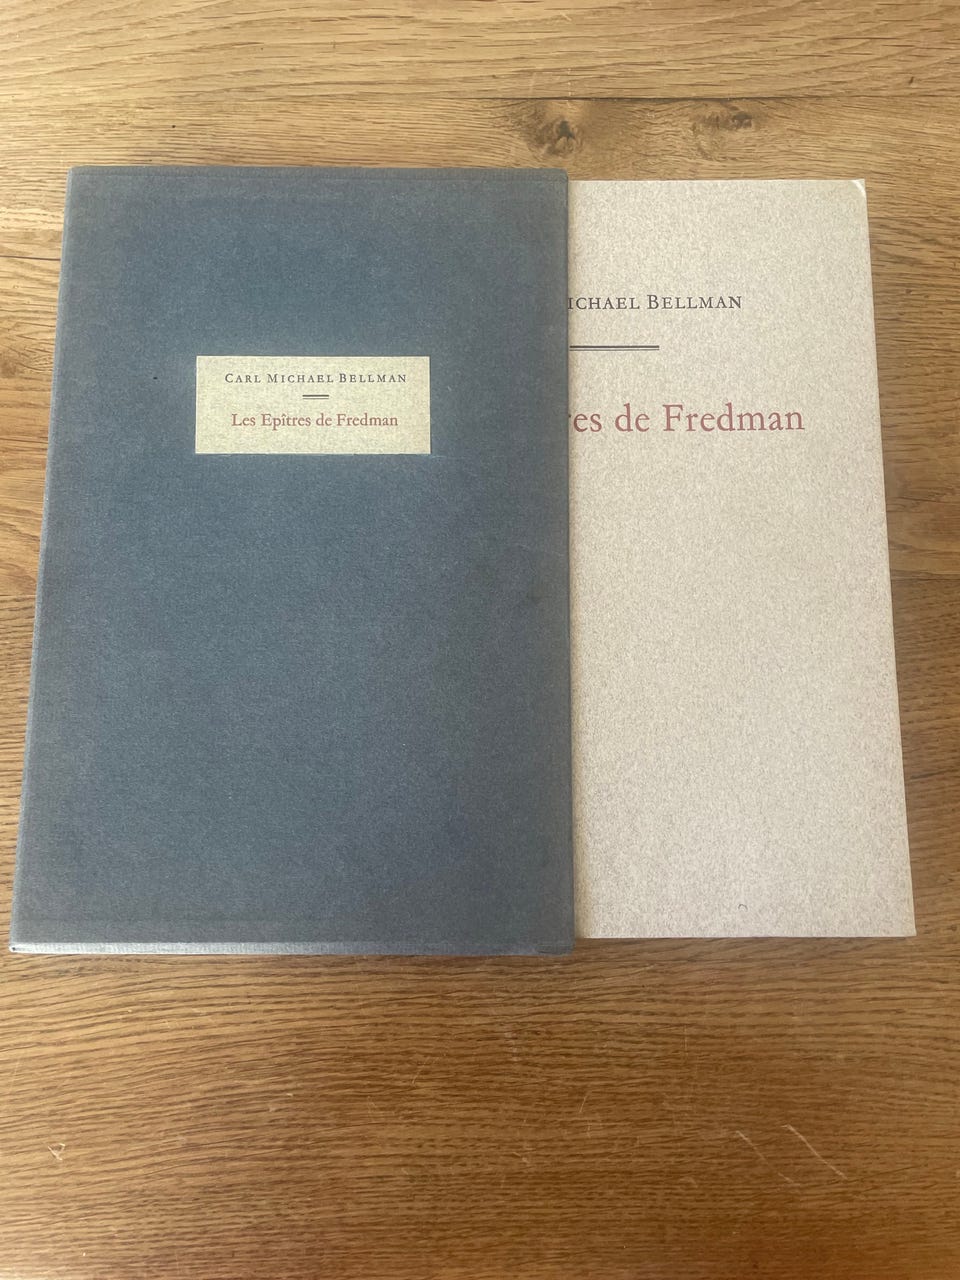 CARL MICHAEL BELLMAN
Les Epîtres de Fredman
ICHAEL BELLMAN
res de Fredman